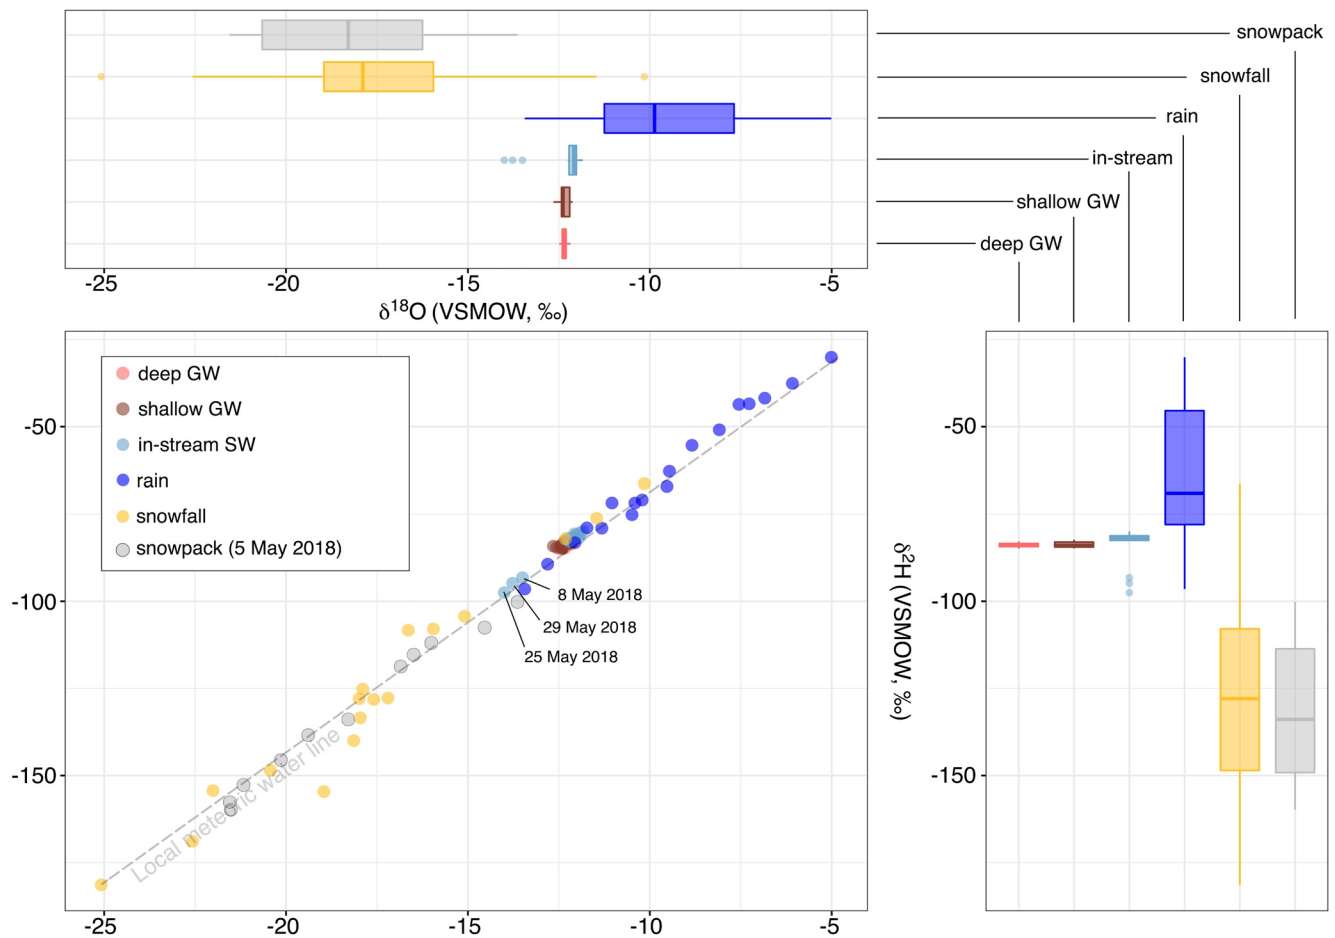 snowpack
snowfall
rain
in-stream
shallow GW
deep GW
-25
-20
-15
-10
-5
δ18O (VSMOW, ‰)
deep GW
shallow GW
in-stream SW
rain
snowfall
snowpack (5 May 2018)
-50
-100
-150
8 May 2018
29 May 2018
25 May 2018
Local meteoric water line
-25
-20
-15
-10
-5
δ2H (VSMOW, ‰)
-50
-100
-150